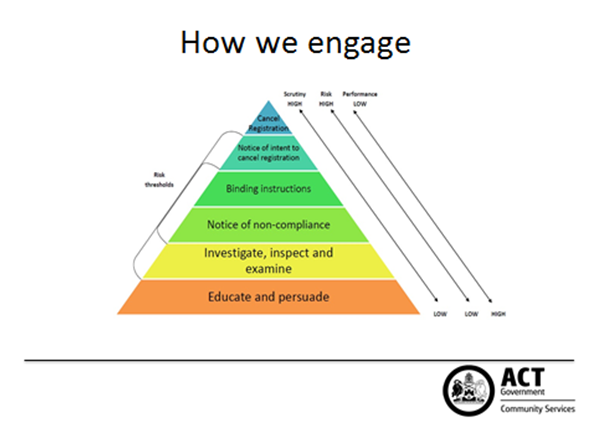 How we engage
Scrutiny Risk Performance
HIGH HIGH LOW
Cancel
Registration
Notice of intent to
cancel registration
Risk
thresholds
Binding instructions
Notice of non-compliance
Investigate, inspect and
examine
Educate and persuade
LOW LOW HIGH
ACT
Government
Community Services